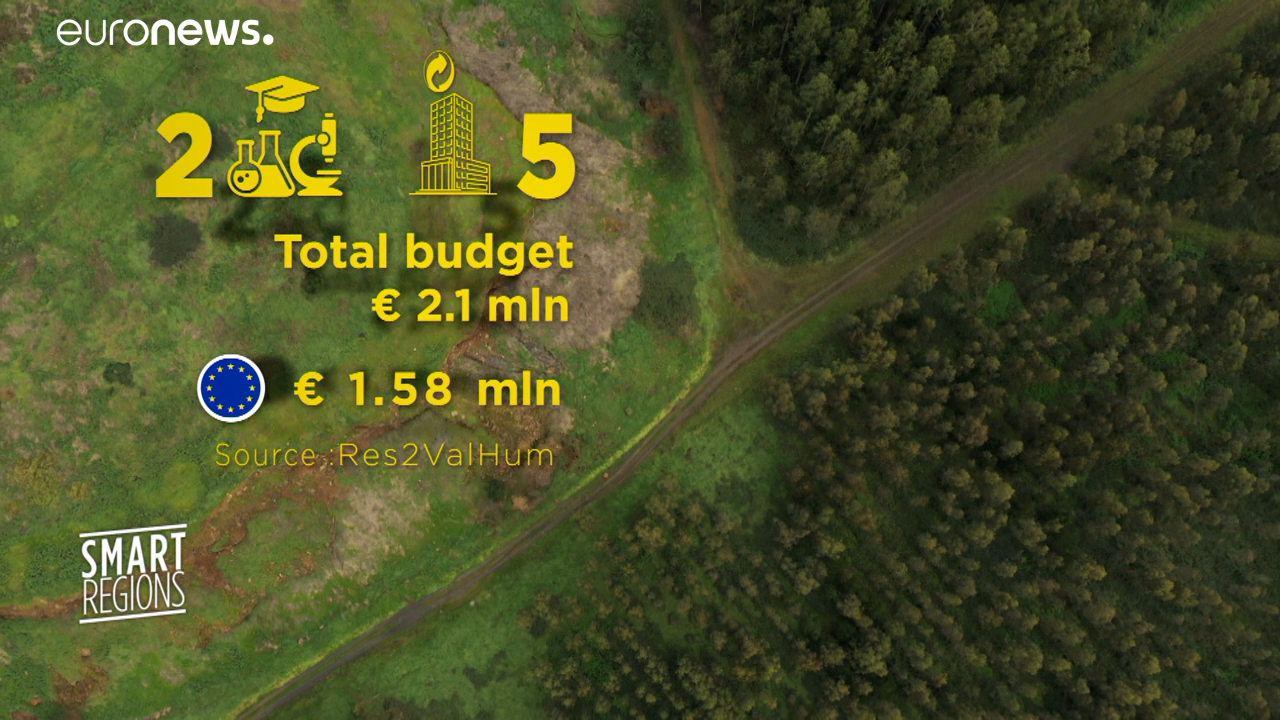 euronews.
2 5
Total budget
€ 2.1 mln
€ 1.58 mln
Source :Res2ValHum
SMART
REGIONS